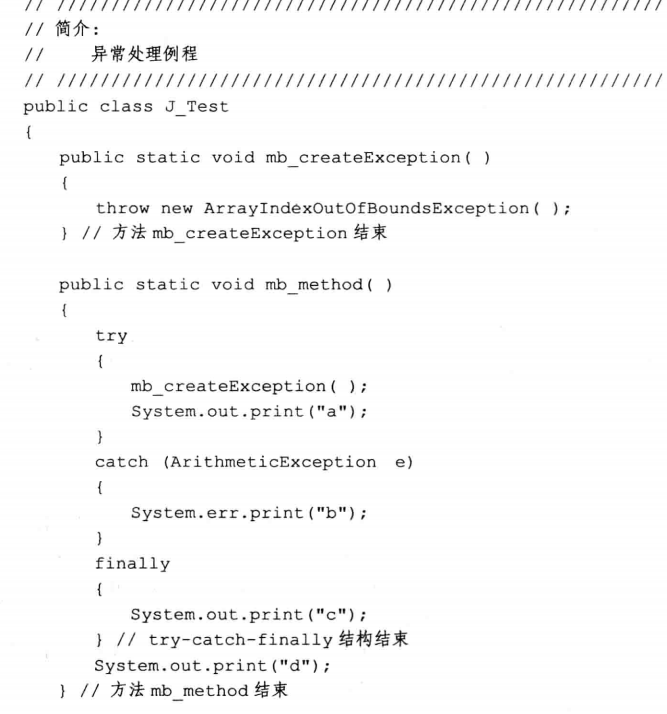 // ////////////////////////////////////////////////////////
// 简介:
//     异常处理例程
// ////////////////////////////////////////////////////////
public class J_Test
{
    public static void mb_createException( )
    {
        throw new ArrayIndexOutOfBoundsException( );
    } // 方法 mb_createException 结束

    public static void mb_method( )
    {
        try
        {
            mb_createException( );
            System.out.print("a");
        }
        catch (ArithmeticException  e)
        {
            System.err.print("b");
        }
        finally
        {
            System.out.print("c");
        } // try-catch-finally 结构结束
        System.out.print("d");
    } // 方法 mb_method 结束